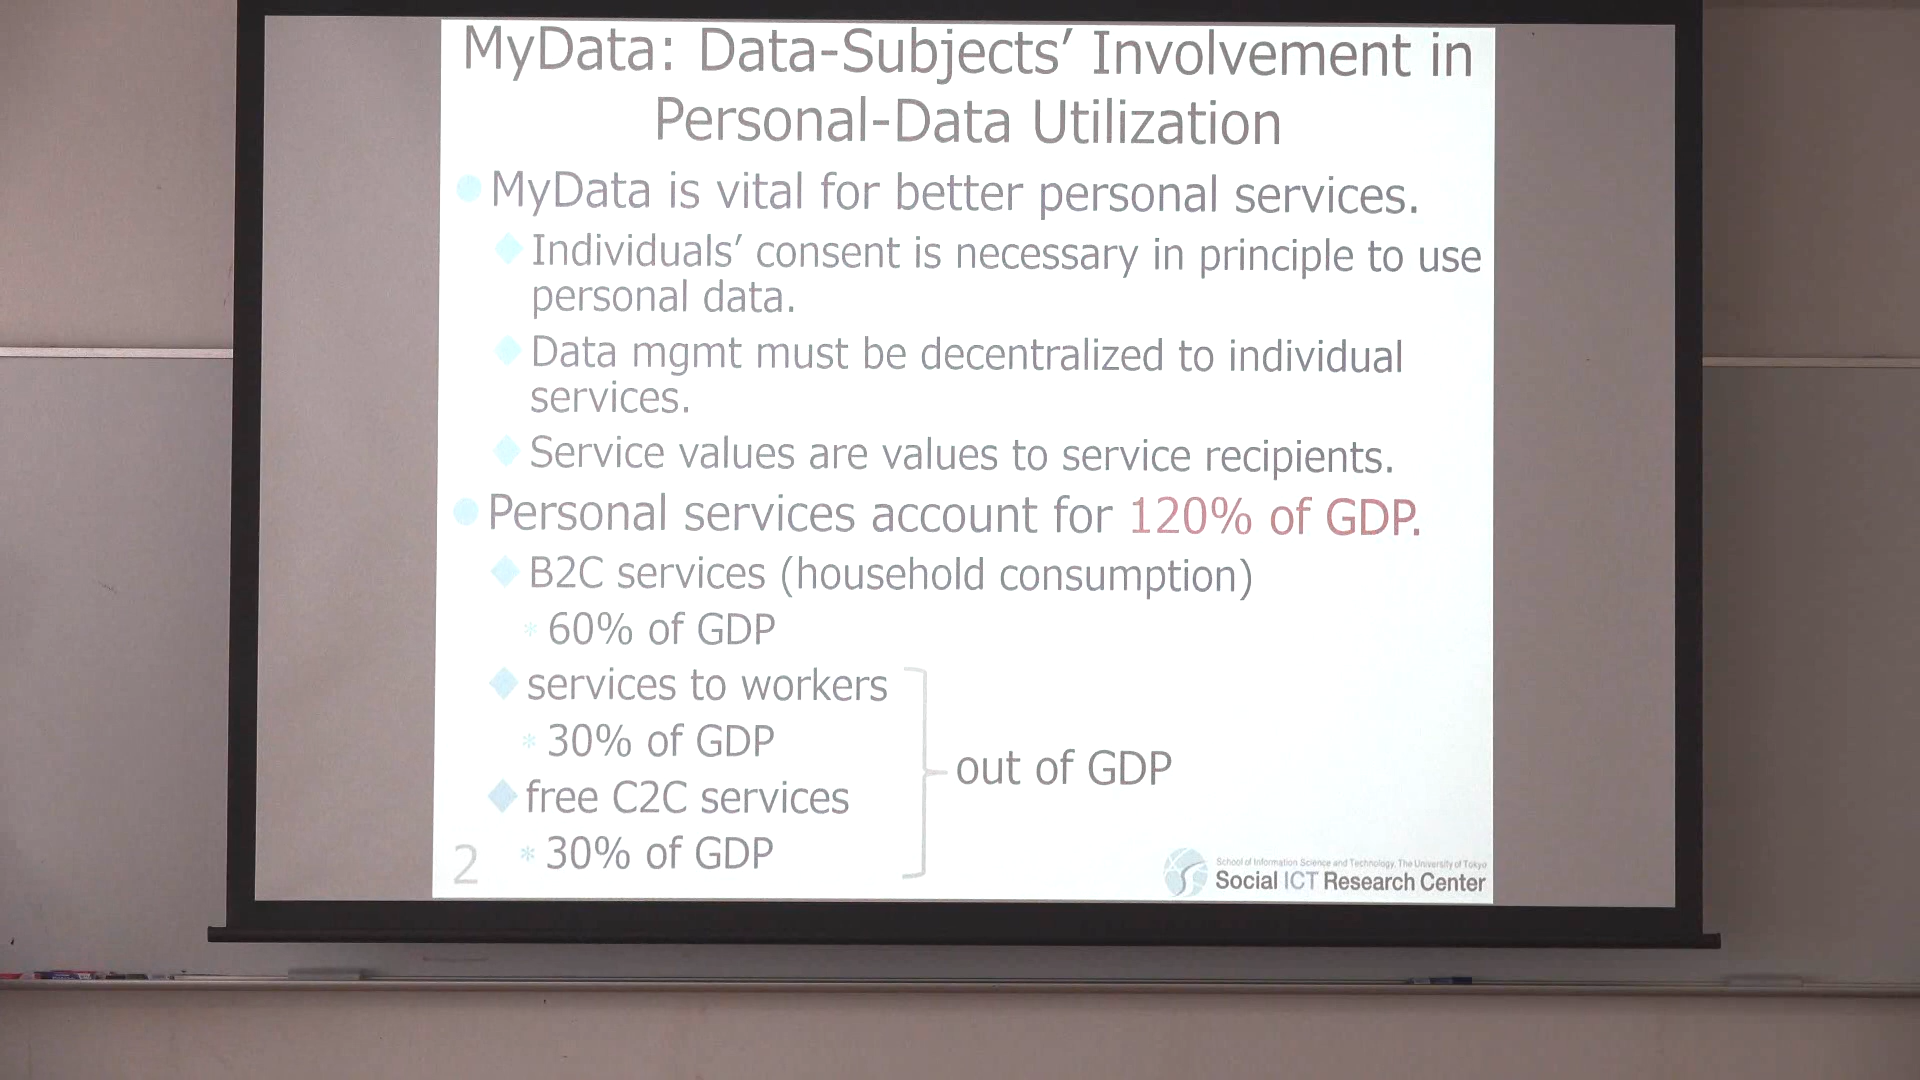 MyData: Data-Subjects’ Involvement in
Personal-Data Utilization
MyData is vital for better personal services.
Individuals’ consent is necessary in principle to use
personal data.
Data mgmt must be decentralized to individual
services.
Service values are values to service recipients.
Personal services account for 120% of GDP.
B2C services (household consumption)
* 60% of GDP
services to workers
* 30% of GDP
out of GDP
free C2C services
* 30% of GDP
2
School of Information Science and Technology, The University of Tokyo
Social ICT Research Center